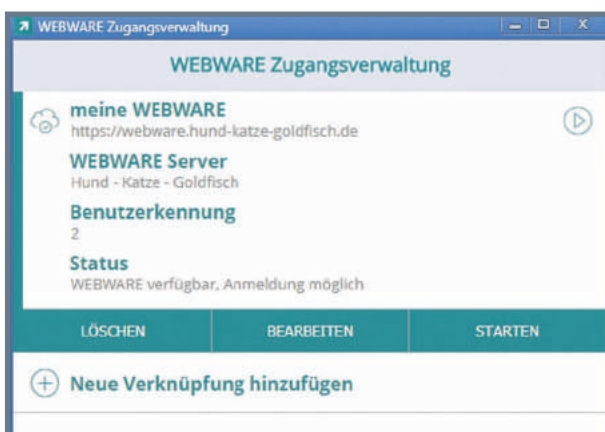 WEBWARE Zugangsverwaltung
WEBWARE Zugangsverwaltung
meine WEBWARE
https://webware.hund-katze-goldfisch.de
WEBWARE Server
Hund - Katze - Goldfisch
Benutzerkennung
2
Status
WEBWARE verfügbar, Anmeldung möglich
LÖSCHEN BEARBEITEN STARTEN
Neue Verknüpfung hinzufügen